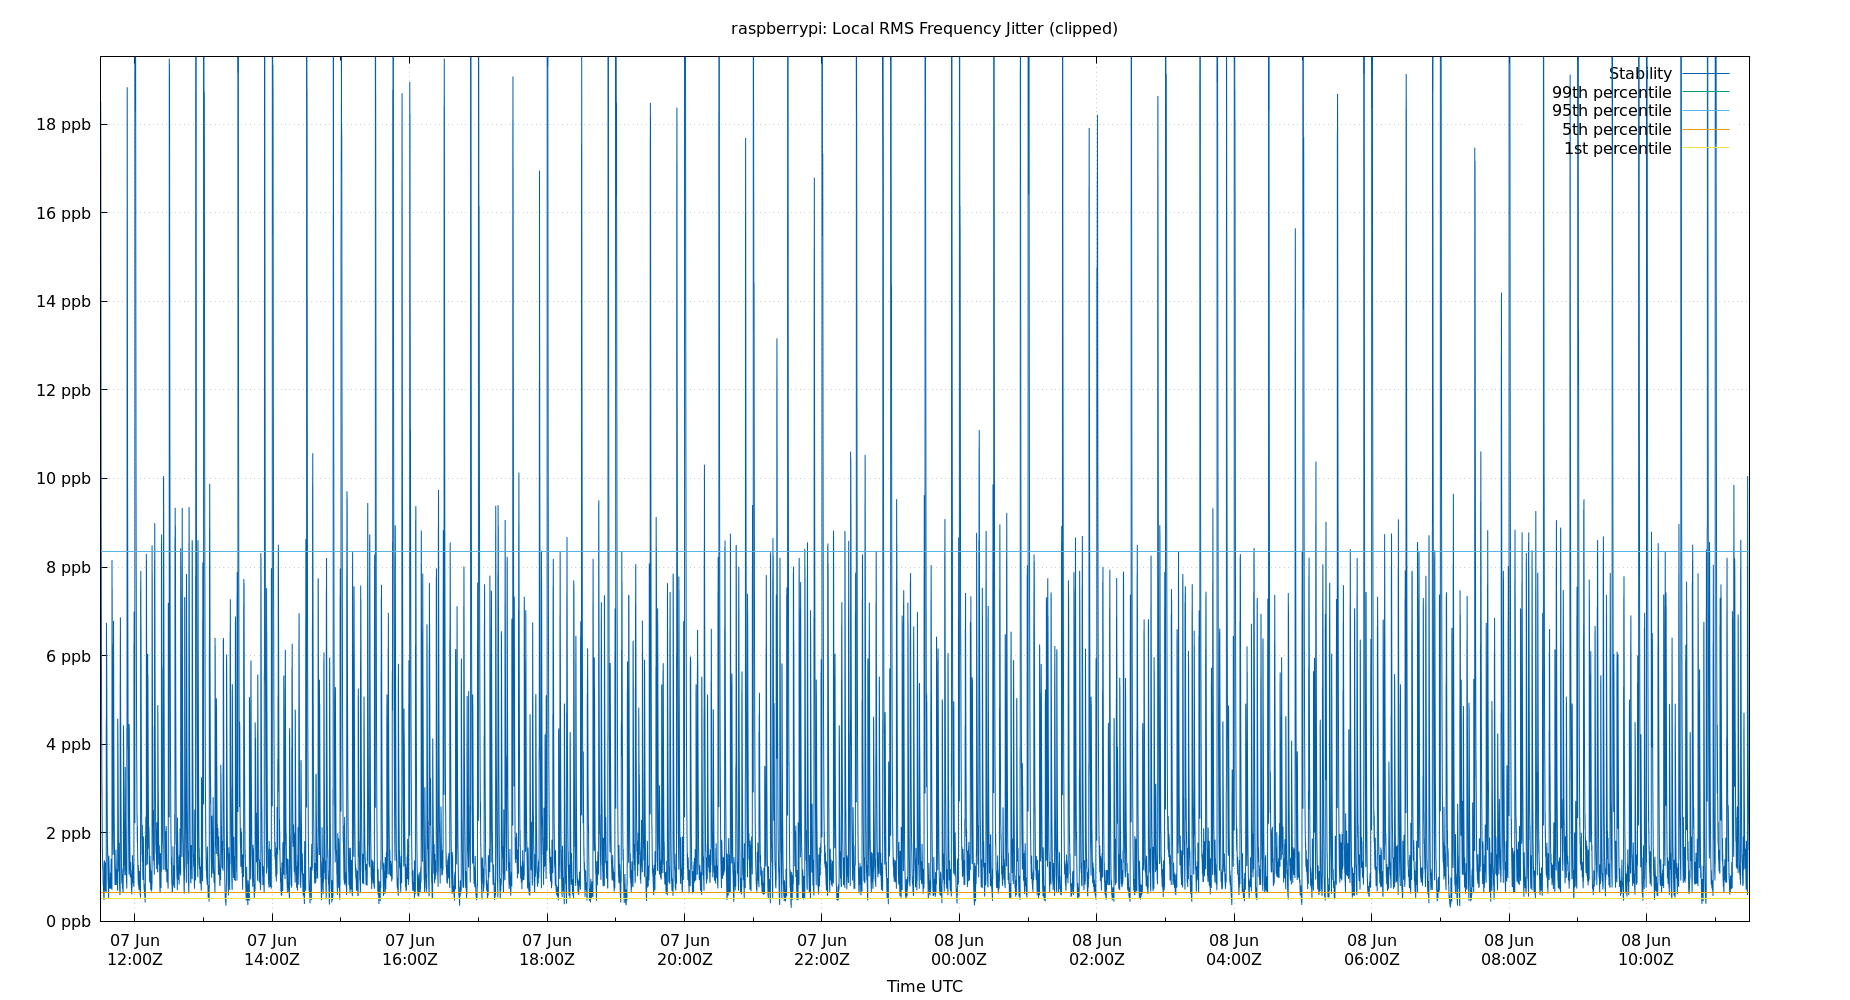 raspberrypi: Local RMS Frequency Jitter (clipped)
Stability
99th percentile
95th percentile
5th percentile
1st percentile
18 ppb
16 ppb
14 ppb
12 ppb
10 ppb
8 ppb
6 ppb
4 ppb
2 ppb
0 ppb
07 Jun 07 Jun 07 Jun 07 Jun 07 Jun 07 Jun 08 Jun 08 Jun 08 Jun 08 Jun 08 Jun 08 Jun
12:00Z 14:00Z 16:00Z 18:00Z 20:00Z 22:00Z 00:00Z 02:00Z 04:00Z 06:00Z 08:00Z 10:00Z
Time UTC